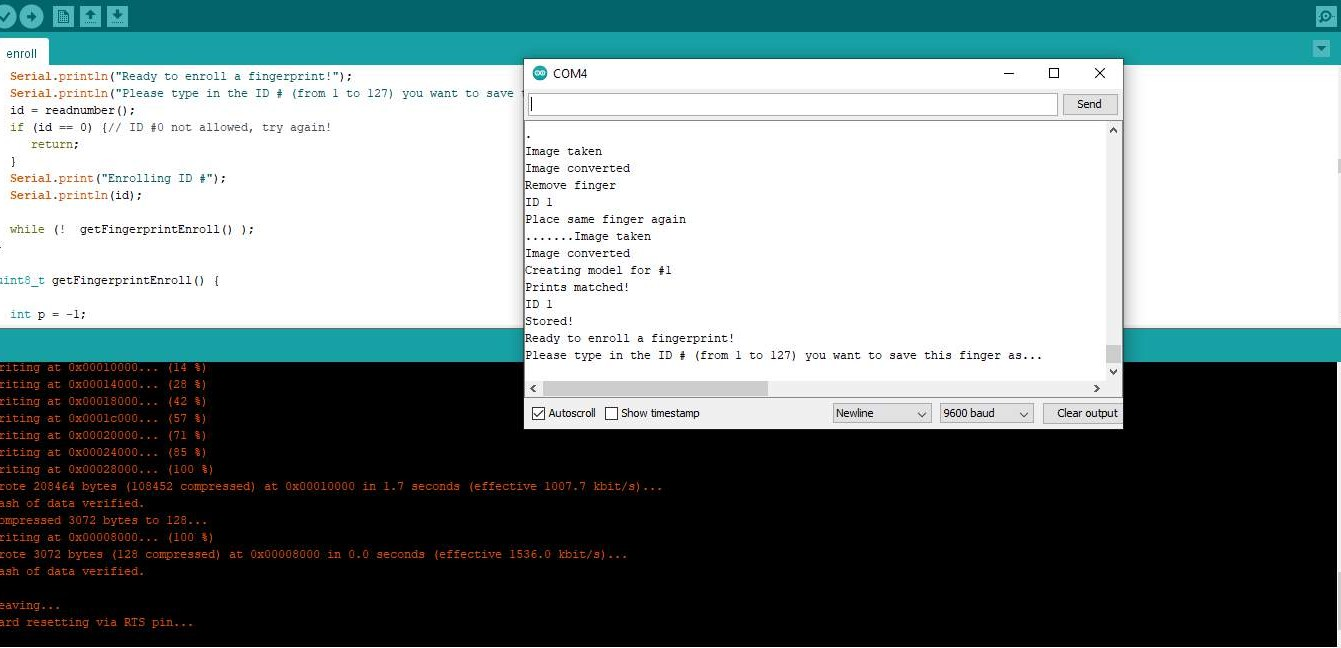 enroll
Serial.println("Ready to enroll a fingerprint!");
Serial.println("Please type in the ID # (from 1 to 127) you want to save
id = readnumber();
if (id == 0) {// ID #0 not allowed, try again!
return;
}
Serial.print("Enrolling ID #");
Serial.println(id);
while (! getFingerprintEnroll() );
uint8_t getFingerprintEnroll() {
int p = -1;
COM4
Send
.
Image taken
Image converted
Remove finger
ID 1
Place same finger again
.......Image taken
Image converted
Creating model for #1
Prints matched!
ID 1
Stored!
Ready to enroll a fingerprint!
Please type in the ID # (from 1 to 127) you want to save this finger as...
Autoscroll Show timestamp Newline 9600 baud Clear output
riting at 0x00010000... (14 %)
riting at 0x00014000... (28 %)
riting at 0x00018000... (42 %)
riting at 0x0001c000... (57 %)
riting at 0x00020000... (71 %)
riting at 0x00024000... (85 %)
riting at 0x00028000... (100 %)
rote 208464 bytes (108452 compressed) at 0x00010000 in 1.7 seconds (effective 1007.7 kbit/s)...
ash of data verified.
ompressed 3072 bytes to 128...
riting at 0x00008000... (100 %)
rote 3072 bytes (128 compressed) at 0x00008000 in 0.0 seconds (effective 1536.0 kbit/s)...
ash of data verified.
eaving...
ard resetting via RTS pin...